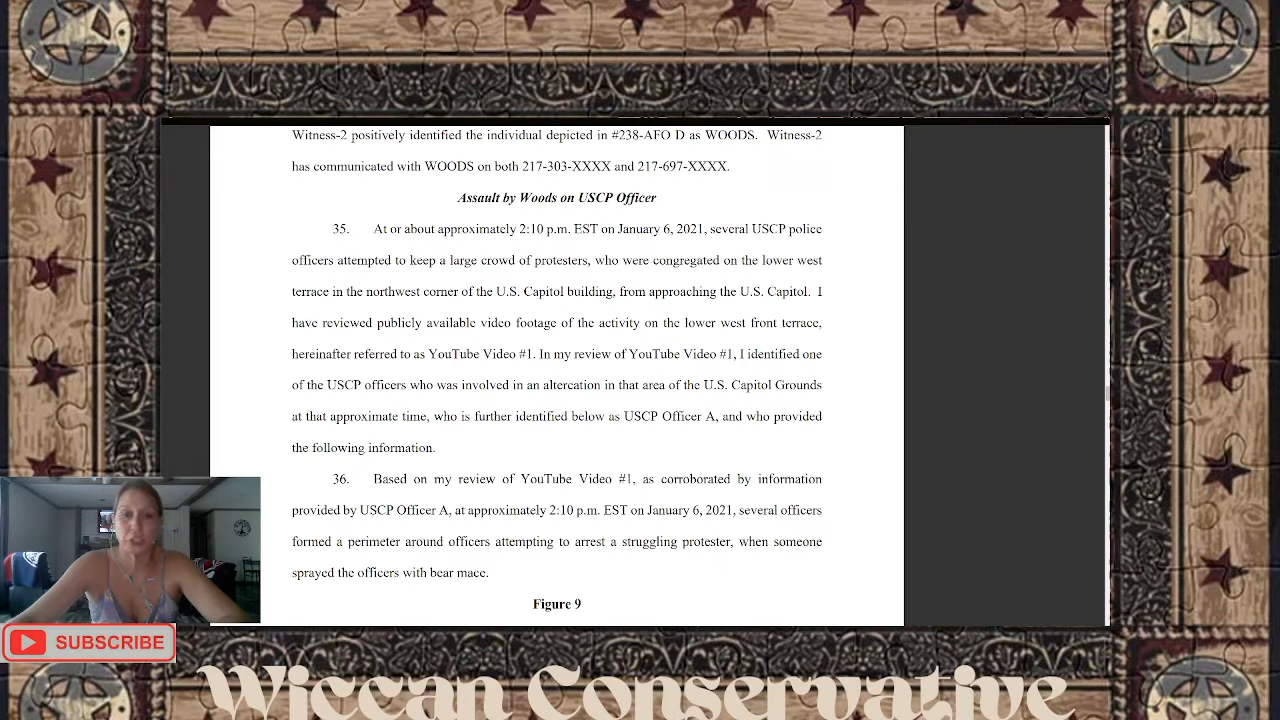 Witness-2 positively identified the individual depicted in #238-AFO D as WOODS. Witness-2
has communicated with WOODS on both 217-303-XXXX and 217-697-XXXX.
Assault by Woods on USCP Officer
35. At or about approximately 2:10 p.m. EST on January 6, 2021, several USCP police
officers attempted to keep a large crowd of protesters, who were congregated on the lower west
terrace in the northwest corner of the U.S. Capitol building, from approaching the U.S. Capitol. I
have reviewed publicly available video footage of the activity on the lower west front terrace,
hereinafter referred to as YouTube Video #1. In my review of YouTube Video #1, I identified one
of the USCP officers who was involved in an altercation in that area of the U.S. Capitol Grounds
at that approximate time, who is further identified below as USCP Officer A, and who provided
the following information.
36. Based on my review of YouTube Video #1, as corroborated by information
provided by USCP Officer A, at approximately 2:10 p.m. EST on January 6, 2021, several officers
formed a perimeter around officers attempting to arrest a struggling protester, when someone
sprayed the officers with bear mace.
Figure 9
SUBSCRIBE
Wiccan Conservative